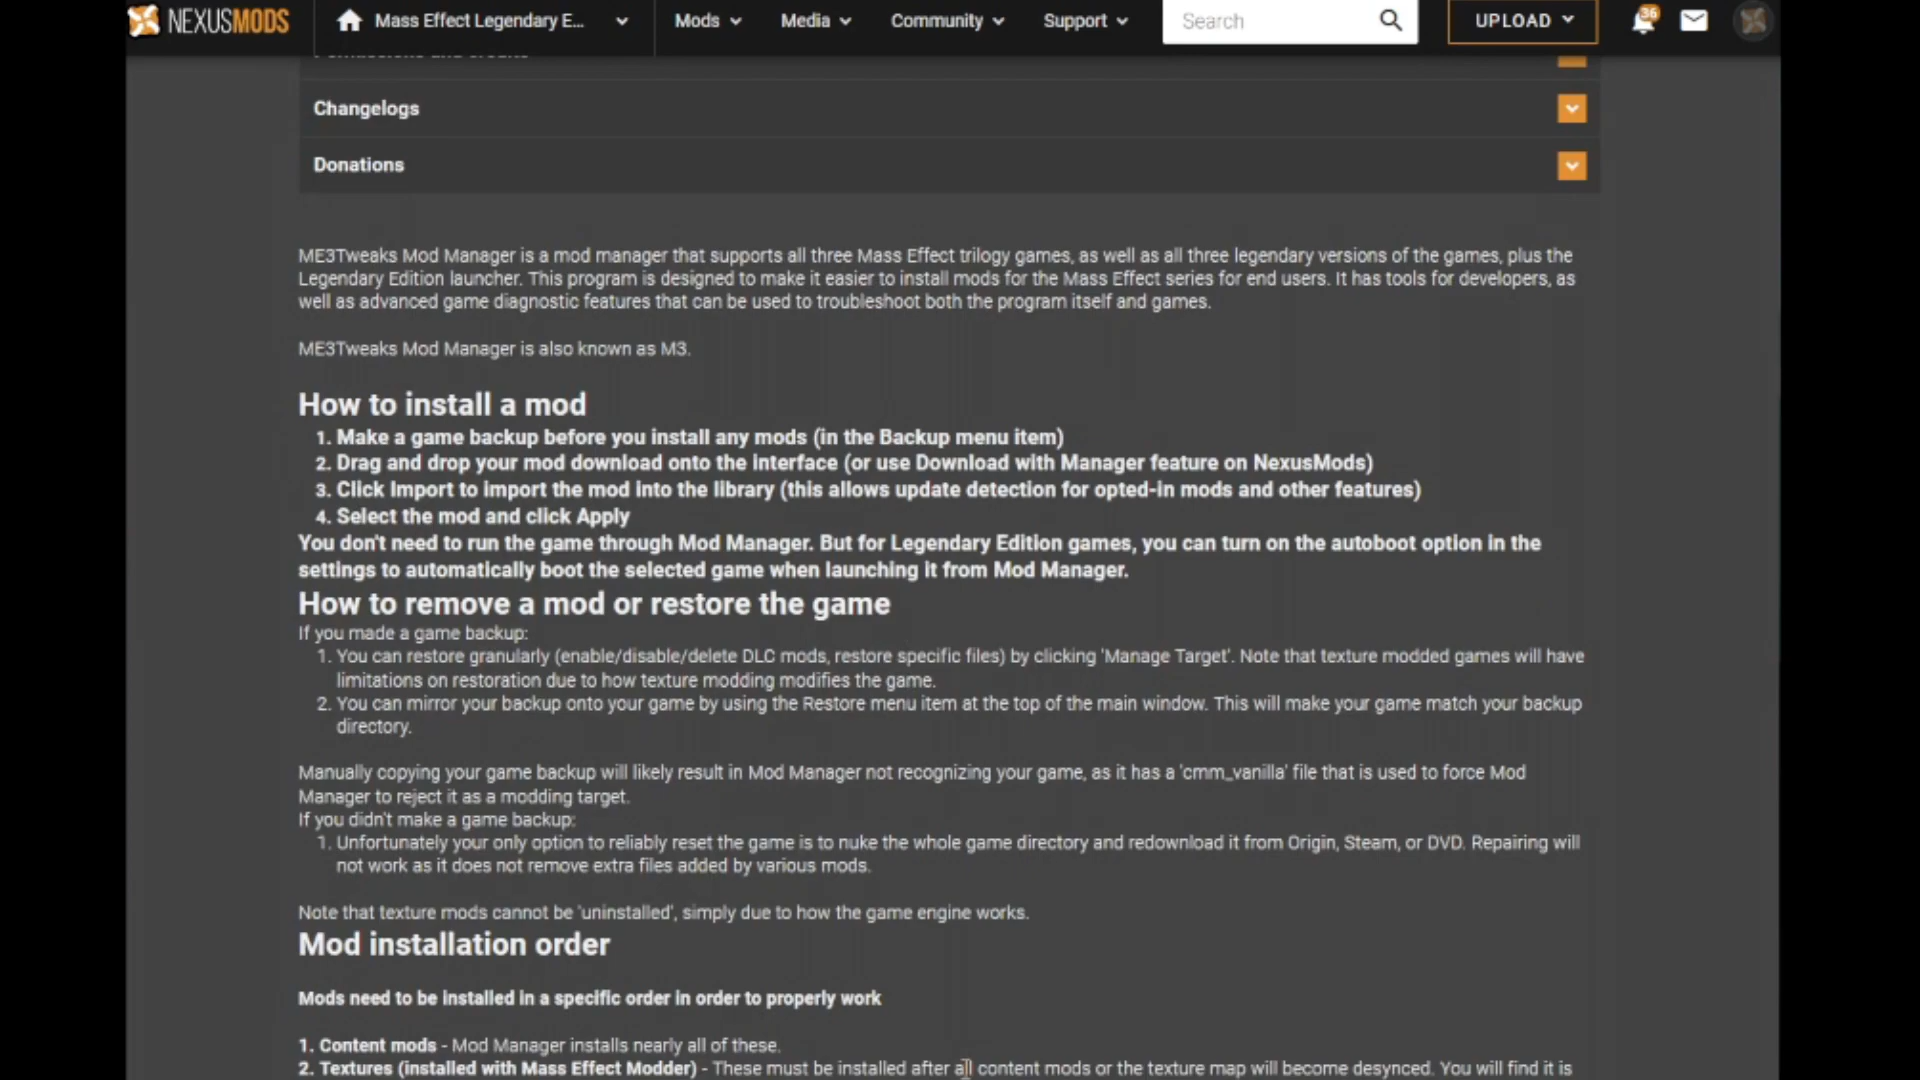 NEXUSMODS Mass Effect Legendary E... Mods Media Community Support Search UPLOAD 36
Permissions and credits
Changelogs
Donations
ME3Tweaks Mod Manager is a mod manager that supports all three Mass Effect trilogy games, as well as all three legendary versions of the games, plus the
Legendary Edition launcher. This program is designed to make it easier to install mods for the Mass Effect series for end users. It has tools for developers, as
well as advanced game diagnostic features that can be used to troubleshoot both the program itself and games.
ME3Tweaks Mod Manager is also known as M3.
How to install a mod
1. Make a game backup before you install any mods (in the Backup menu item)
2. Drag and drop your mod download onto the interface (or use Download with Manager feature on NexusMods)
3. Click Import to import the mod into the library (this allows update detection for opted-in mods and other features)
4. Select the mod and click Apply
You don't need to run the game through Mod Manager. But for Legendary Edition games, you can turn on the autoboot option in the
settings to automatically boot the selected game when launching it from Mod Manager.
How to remove a mod or restore the game
If you made a game backup:
1. You can restore granularly (enable/disable/delete DLC mods, restore specific files) by clicking 'Manage Target'. Note that texture modded games will have
limitations on restoration due to how texture modding modifies the game.
2. You can mirror your backup onto your game by using the Restore menu item at the top of the main window. This will make your game match your backup
directory.
Manually copying your game backup will likely result in Mod Manager not recognizing your game, as it has a 'cmm_vanilla' file that is used to force Mod
Manager to reject it as a modding target.
If you didn't make a game backup:
1. Unfortunately your only option to reliably reset the game is to nuke the whole game directory and redownload it from Origin, Steam, or DVD. Repairing will
not work as it does not remove extra files added by various mods.
Note that texture mods cannot be 'uninstalled', simply due to how the game engine works.
Mod installation order
Mods need to be installed in a specific order in order to properly work
1. Content mods - Mod Manager installs nearly all of these.
2. Textures (installed with Mass Effect Modder) - These must be installed after all content mods or the texture map will become desynced. You will find it is